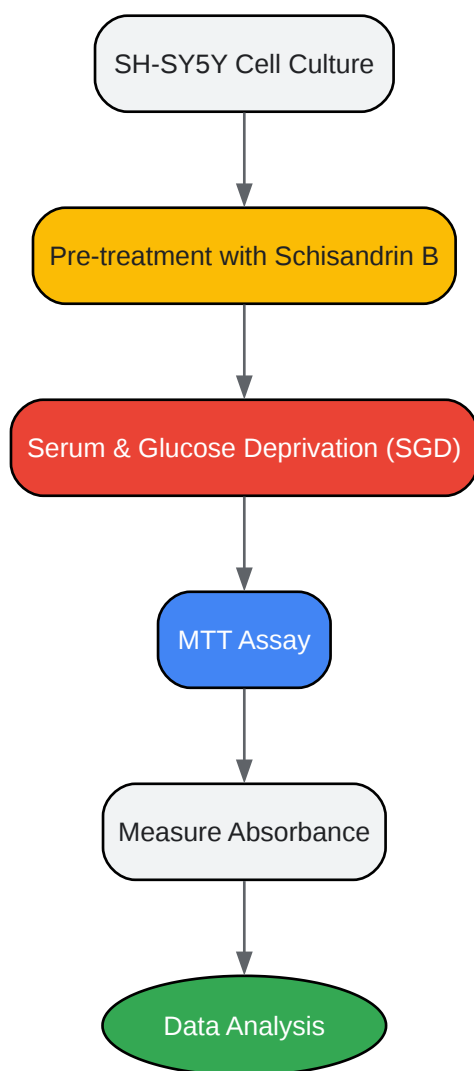 SH-SY5Y Cell Culture
Pre-treatment with Schisandrin B
Serum & Glucose Deprivation (SGD)
MTT Assay
Measure Absorbance
Data Analysis